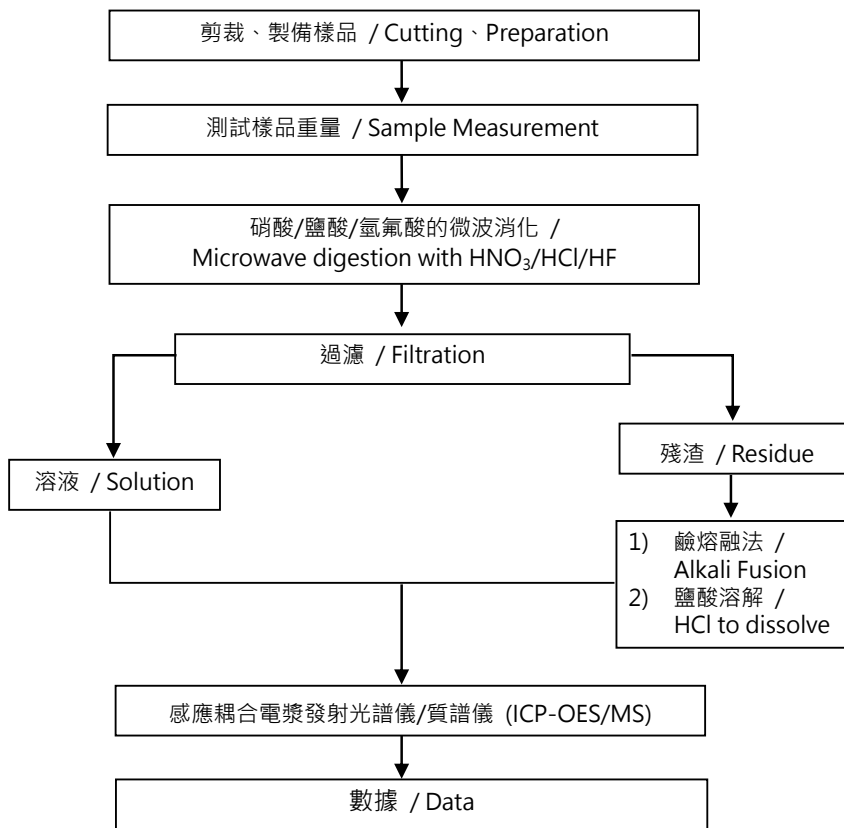 剪裁、製備樣品 / Cutting、Preparation
測試樣品重量 / Sample Measurement
硝酸/鹽酸/氫氟酸的微波消化 /
Microwave digestion with HNO₃/HCl/HF
過濾 / Filtration
溶液 / Solution
殘渣 / Residue
1) 鹼熔融法 /
Alkali Fusion
2) 鹽酸溶解 /
HCl to dissolve
感應耦合電漿發射光譜儀/質譜儀 (ICP-OES/MS)
數據 / Data